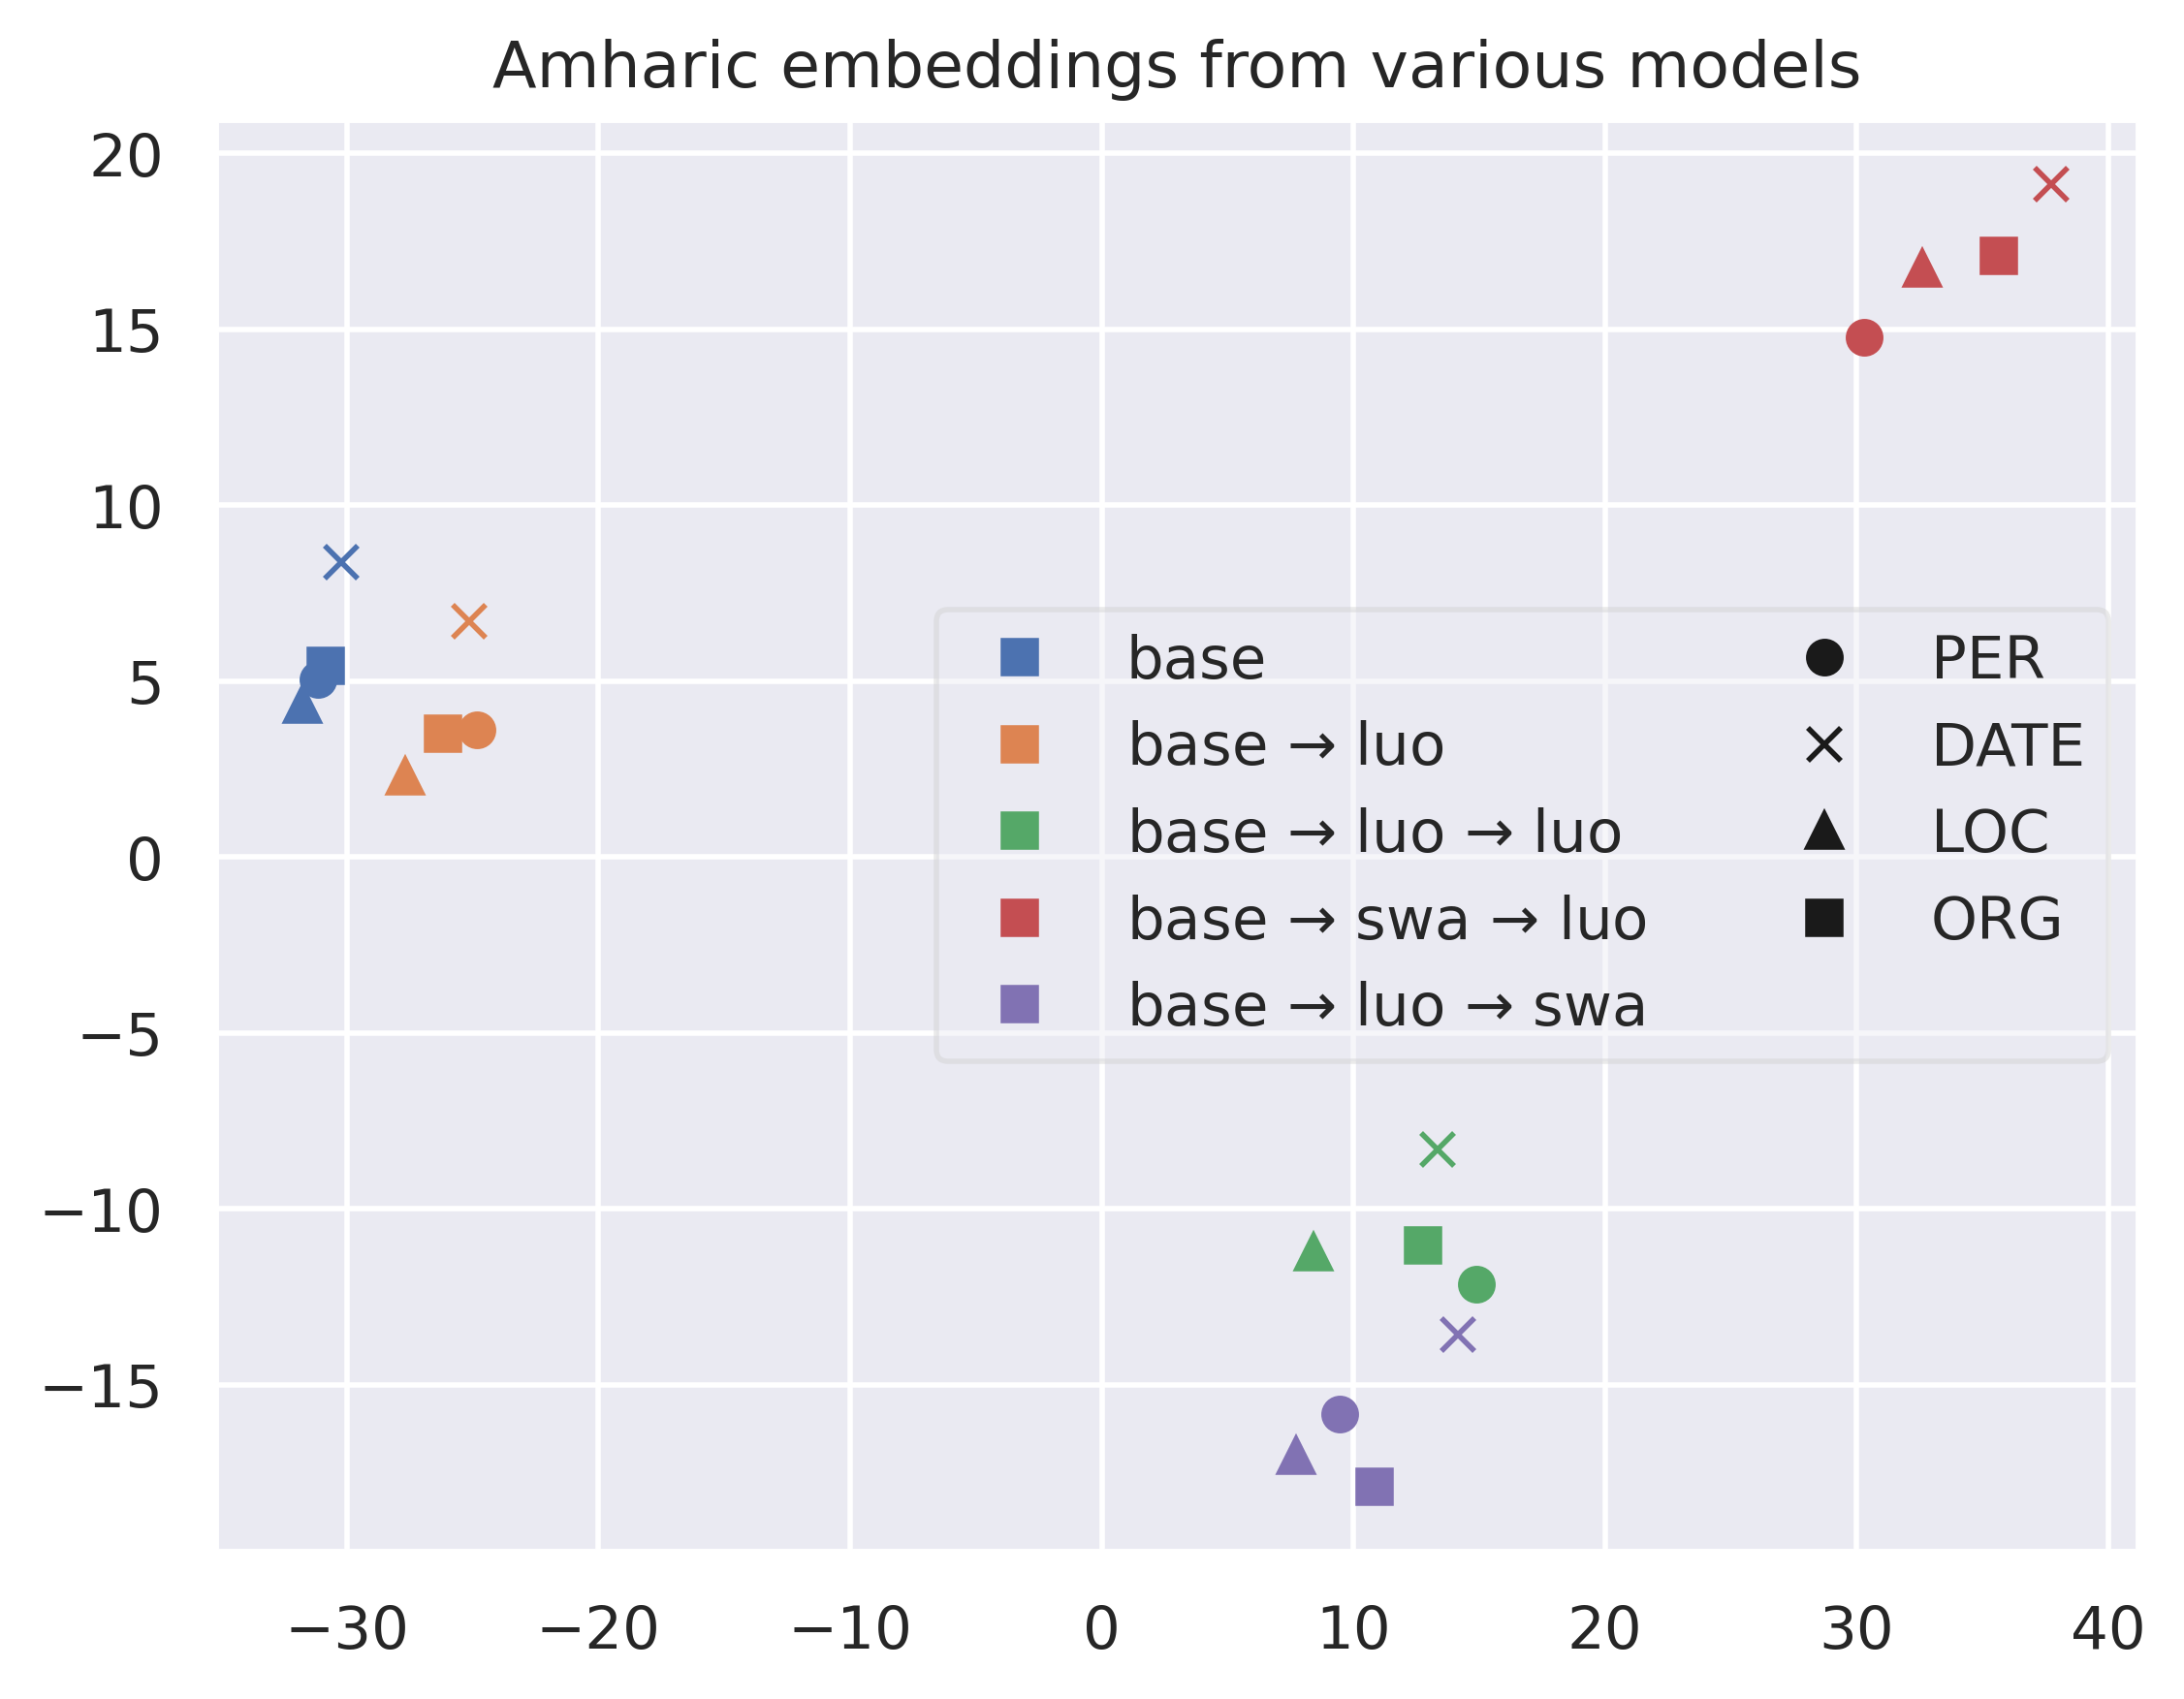 Amharic embeddings from various models
20
15
10
5
0
−5
−10
−15
base
base → luo
base → luo → luo
base → swa → luo
base → luo → swa
PER
DATE
LOC
ORG
−30 −20 −10 0 10 20 30 40